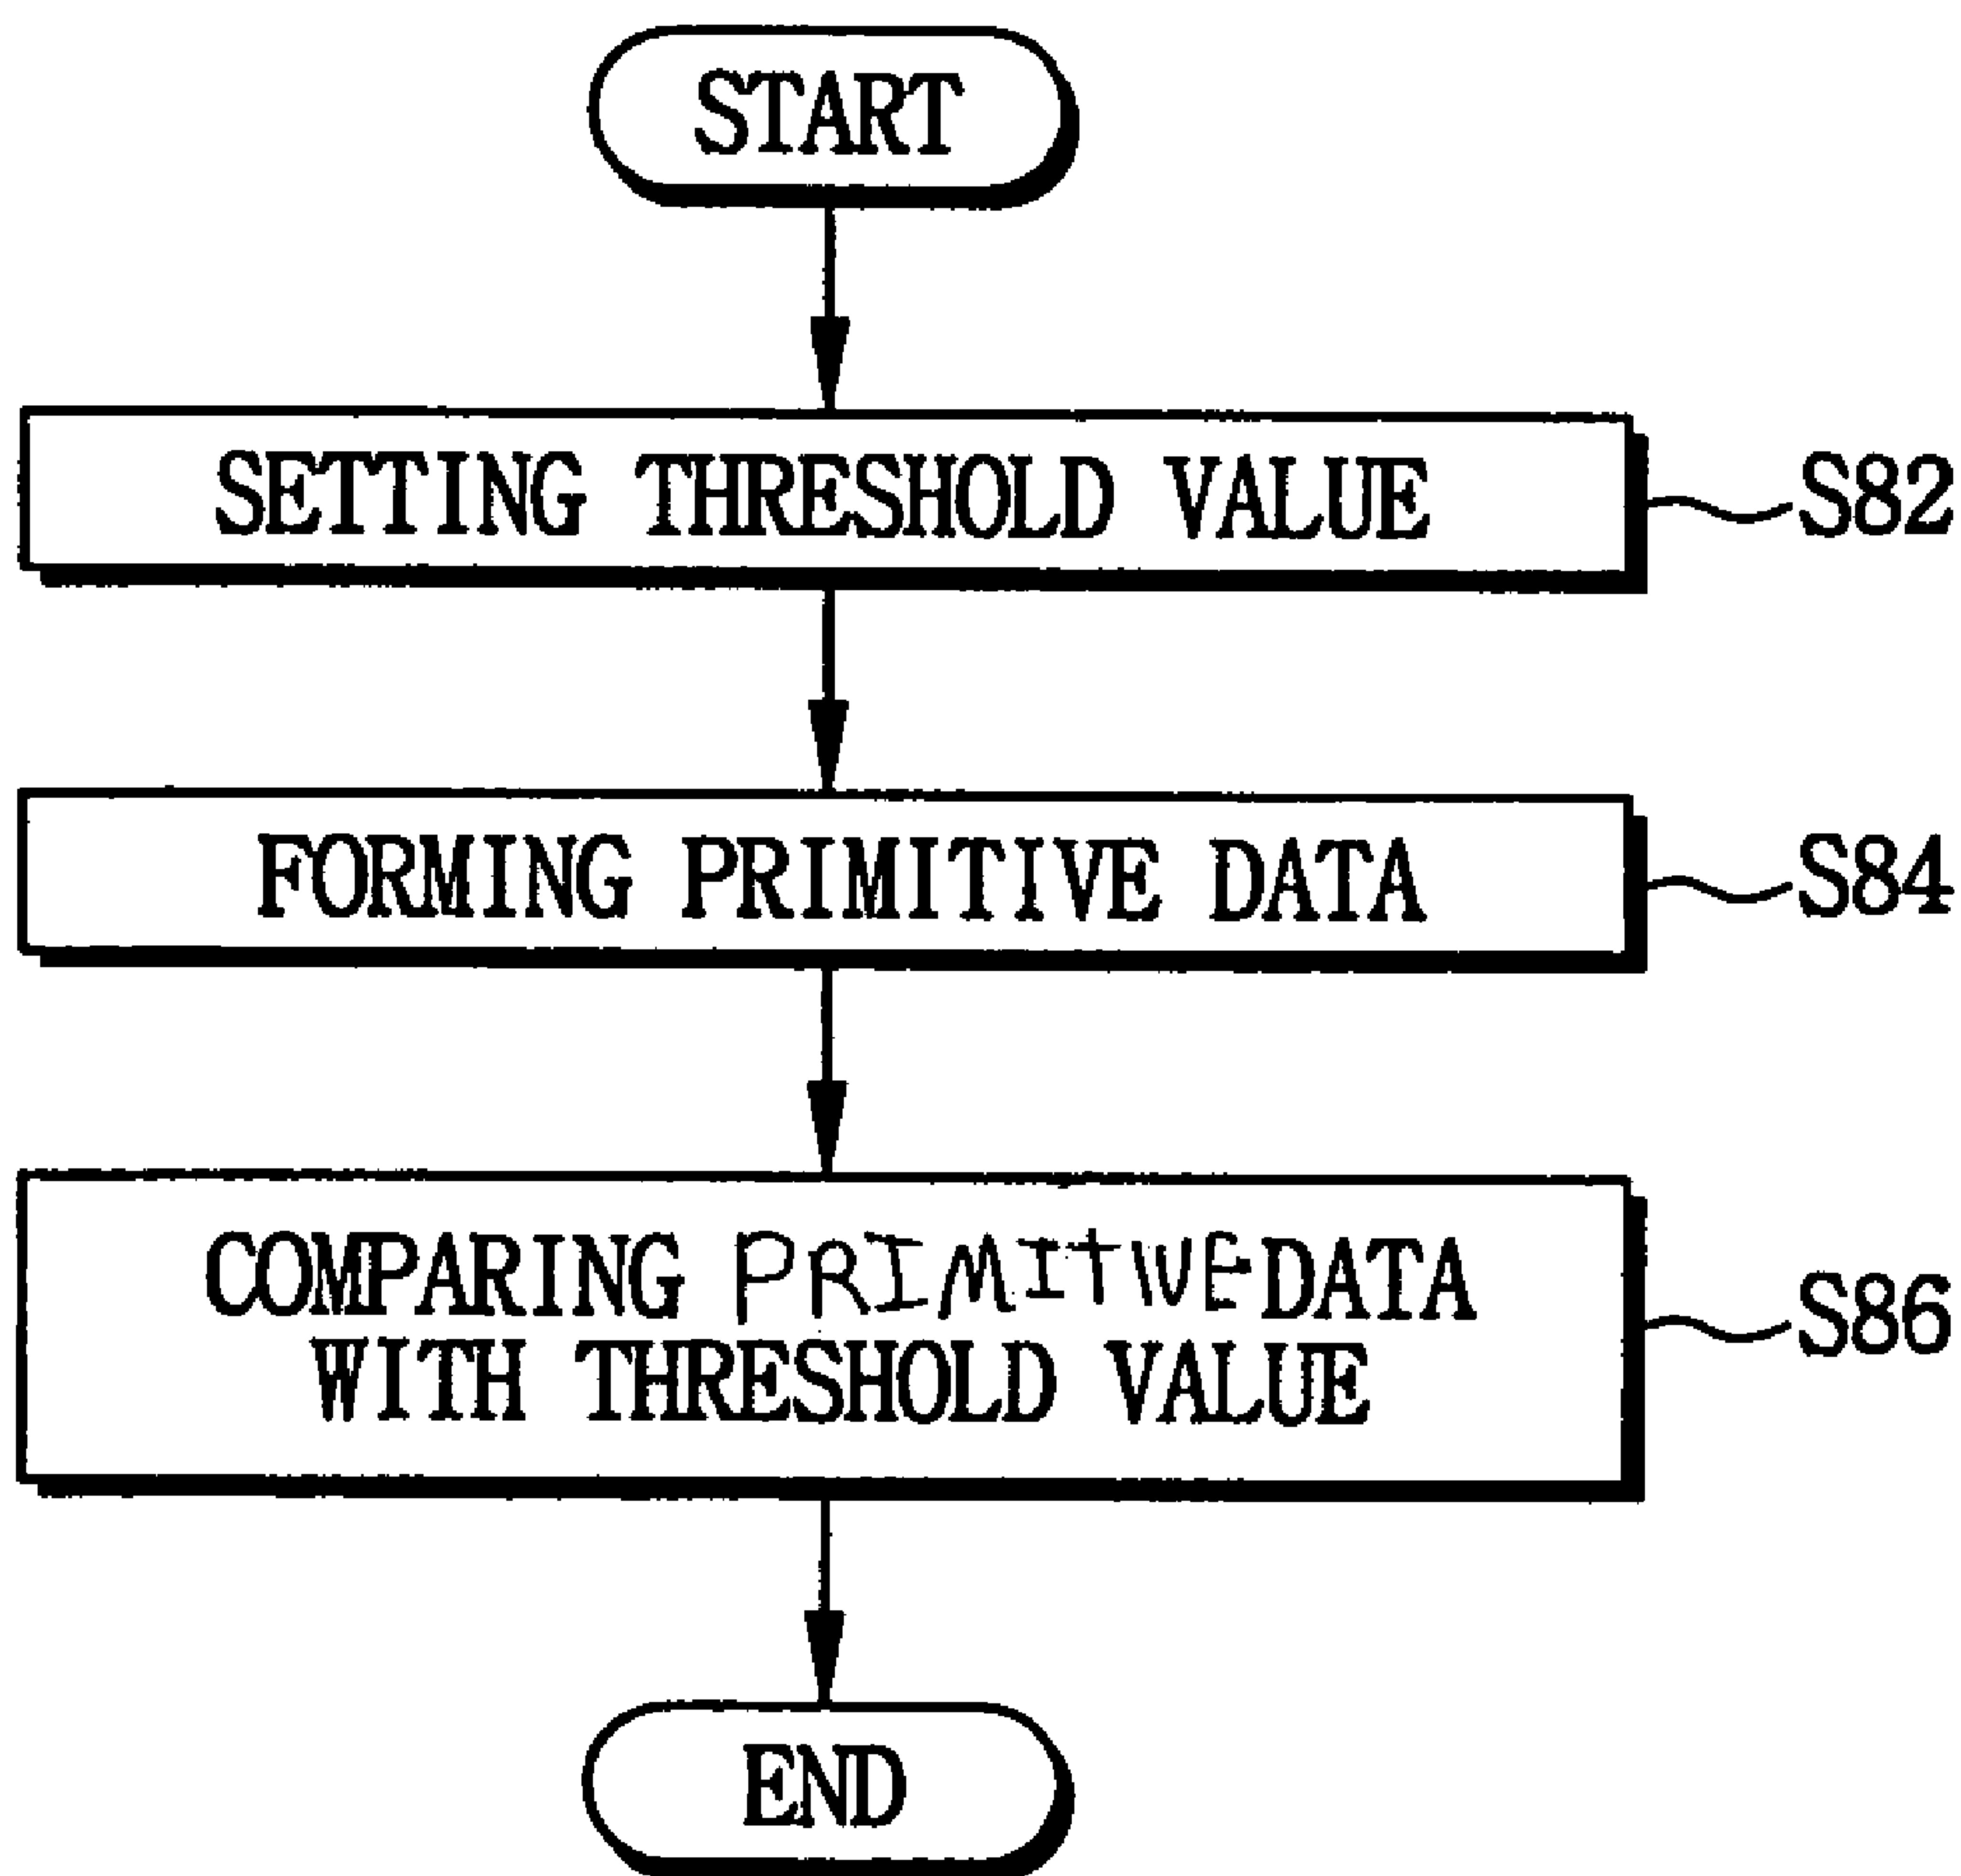 START
SETTING THRESHOLD VALUE
S82
FORMING PRIMITIVE DATA
S84
COMPARING PRIMITIVE DATA
WITH THRESHOLD VALUE
S86
END